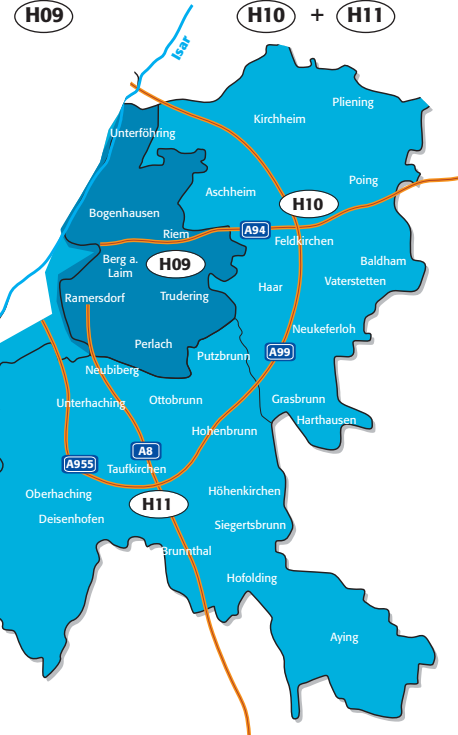 H09
H10 + H11
Isar
Pliening
Kirchheim
Unterföhring
Poing
Aschheim
H10
Bogenhausen
Riem
A94
Feldkirchen
Berg a.
Laim
H09
Baldham
Haar
Vaterstetten
Ramersdorf
Trudering
Neukeferloh
Perlach
Putzbrunn
A99
Neubiberg
Unterhaching
Ottobrunn
Grasbrunn
Harthausen
Hohenbrunn
A8
A955
Taufkirchen
Oberhaching
Höhenkirchen
H11
Deisenhofen
Siegertsbrunn
Brunnthal
Hofolding
Aying